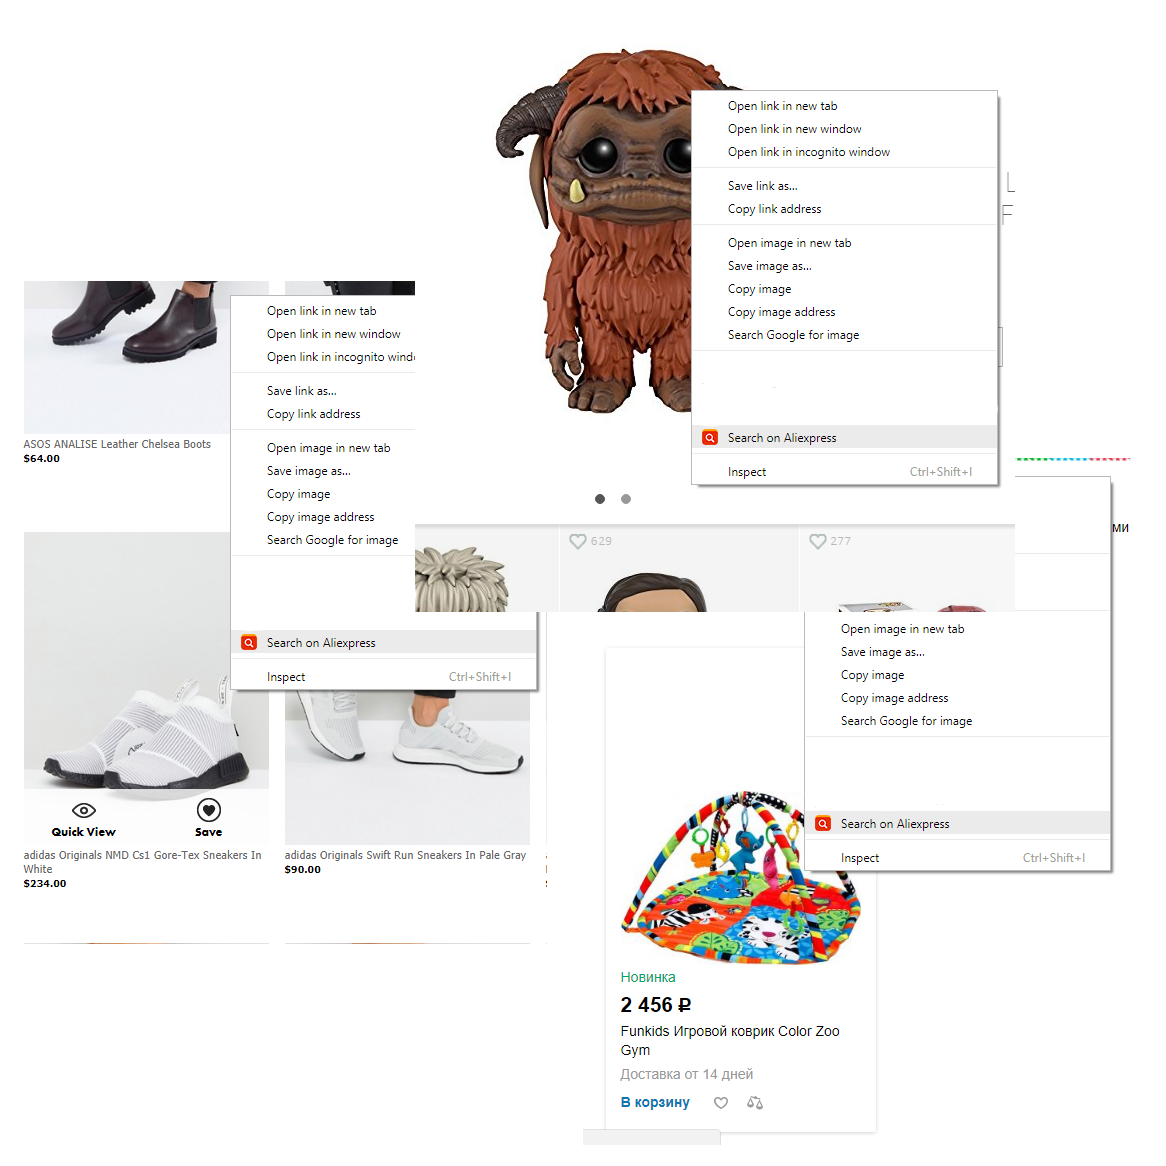 Open link in new tab
Open link in new window
Open link in incognito window
Save link as...
Copy link address
Open image in new tab
Save image as...
Copy image
Copy image address
Search Google for image
Search on Aliexpress
Inspect Ctrl+Shift+I
L
F
Open link in new tab
Open link in new window
Open link in incognito
Save link as...
Copy link address
Open image in new tab
Save image as...
Copy image
Copy image address
Search Google for image
Search on Aliexpress
Inspect Ctrl+Shift+I
ASOS ANALISE Leather Chelsea Boots
$64.00
629
277
ми
Open image in new tab
Save image as...
Copy image
Copy image address
Search Google for image
Search on Aliexpress
Inspect Ctrl+Shift+I
Quick View
Save
adidas Originals NMD Cs1 Gore-Tex Sneakers In
White
$234.00
adidas Originals Swift Run Sneakers In Pale Gray
$90.00
Новинка
2 456 ₽
Funkids Игровой коврик Color Zoo
Gym
Доставка от 14 дней
В корзину